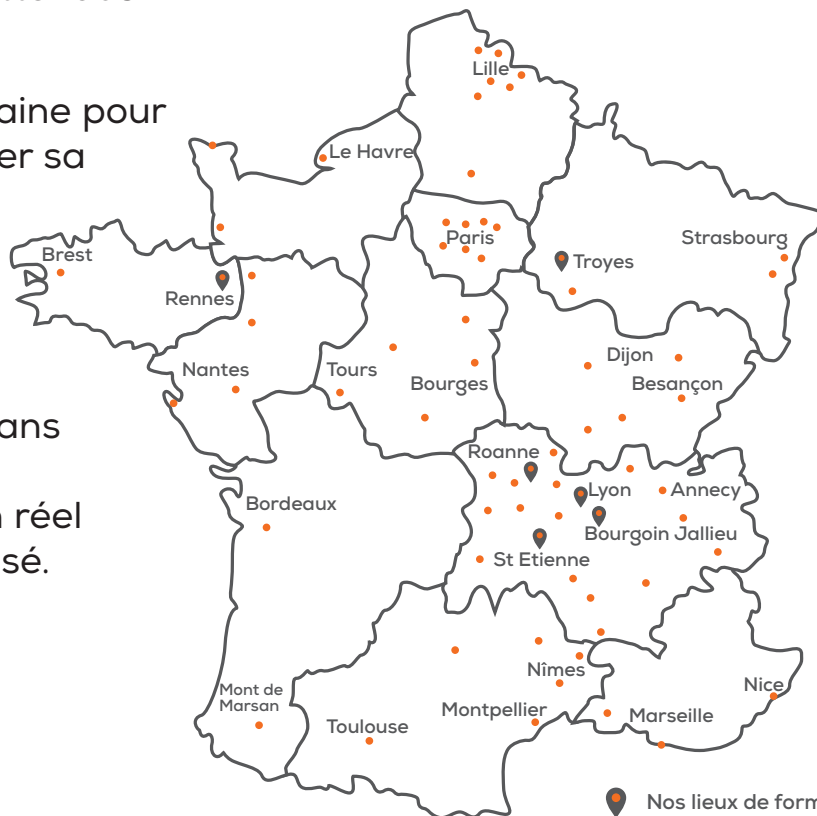 aine pour
er sa
ans
n réel
sé.
Lille
Le Havre
Paris
Strasbourg
Troyes
Brest
Rennes
Nantes
Tours
Bourges
Dijon
Besançon
Roanne
Lyon
Annecy
Bourgoin Jallieu
St Etienne
Bordeaux
Mont de
Marsan
Toulouse
Montpellier
Nîmes
Marseille
Nice
Nos lieux de form